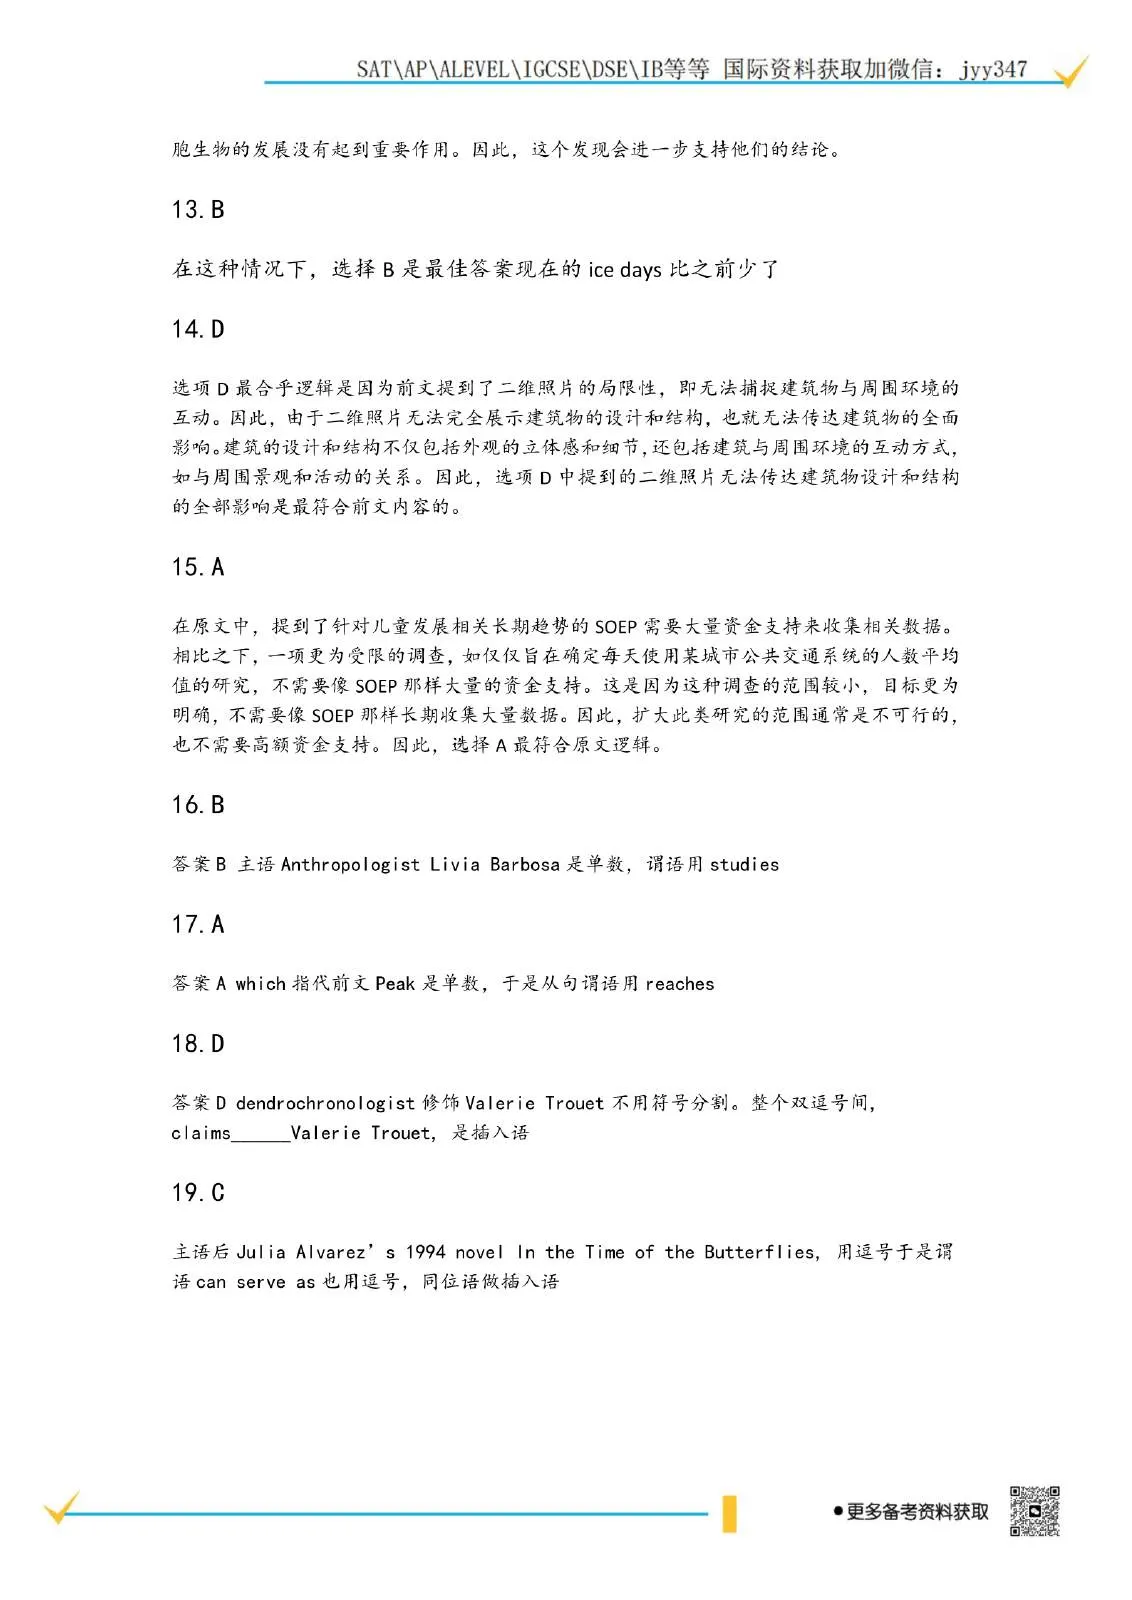 SAT\AP\ALEVEL\IGCSE\DSE\IB等等 国际资料获取加微信：jyy347
胞生物的发展没有起到重要作用。因此，这个发现会进一步支持他们的结论。
13. B
在这种情况下，选择 B 是最佳答案现在的 ice days 比之前少了
14. D
选项 D 最合乎逻辑是因为前文提到了二维照片的局限性，即无法捕捉建筑物与周围环境的
互动。因此，由于二维照片无法完全展示建筑物的设计和结构，也就无法传达建筑物的全面
影响。建筑的设计和结构不仅包括外观的立体感和细节，还包括建筑与周围环境的互动方式，
如与周围景观和活动的关系。因此，选项 D 中提到的二维照片无法传达建筑物设计和结构
的全部影响是最符合前文内容的。
15. A
在原文中，提到了针对儿童发展相关长期趋势的 SOEP 需要大量资金支持来收集相关数据。
相比之下，一项更为受限的调查，如仅仅旨在确定每天使用某城市公共交通系统的人数平均
值的研究，不需要像 SOEP 那样大量的资金支持。这是因为这种调查的范围较小，目标更为
明确，不需要像 SOEP 那样长期收集大量数据。因此，扩大此类研究的范围通常是不可行的，
也不需要高额资金支持。因此，选择 A 最符合原文逻辑。
16. B
答案 B 主语 Anthropologist Livia Barbosa 是单数，谓语用 studies
17. A
答案 A which 指代前文 Peak 是单数，于是从句谓语用 reaches
18. D
答案 D dendrochronologist 修饰 Valerie Trouet 不用符号分割。整个双逗号间，
claims______Valerie Trouet，是插入语
19. C
主语后 Julia Alvarez’s 1994 novel In the Time of the Butterflies, 用逗号于是谓
语 can serve as 也用逗号，同位语做插入语
●更多备考资料获取